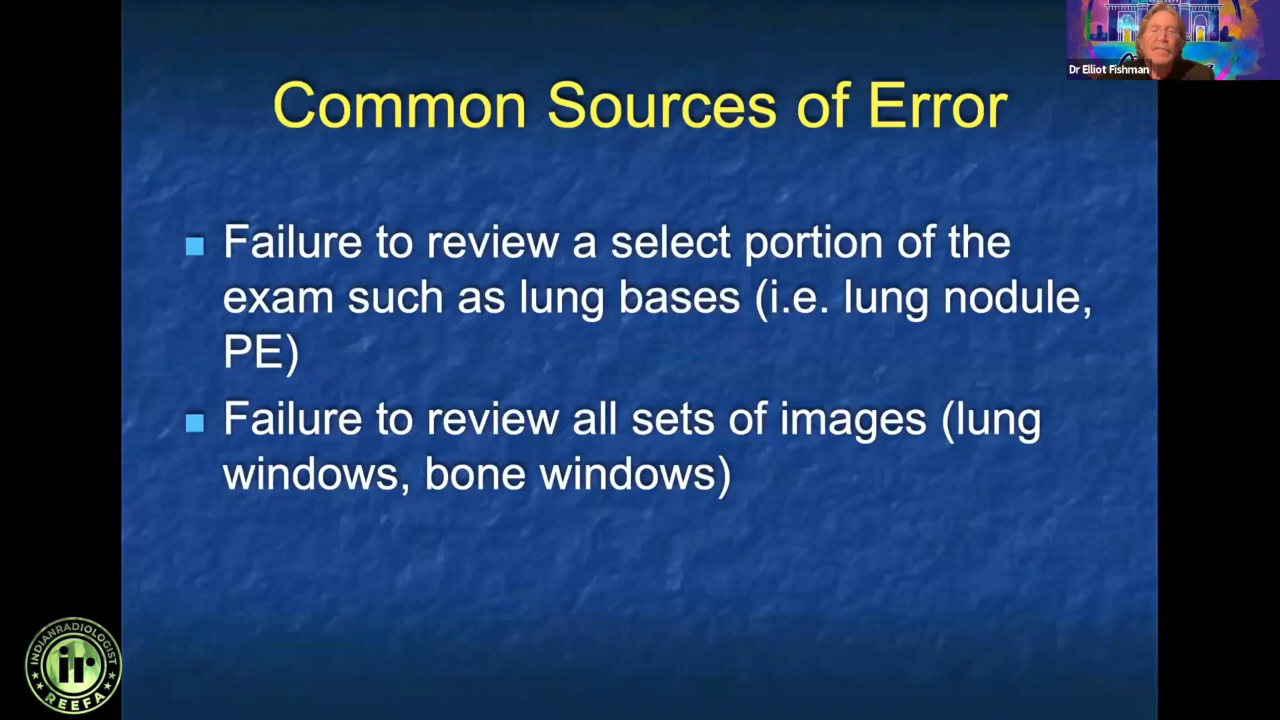 Dr Elliot Fishman
Common Sources of Error
Failure to review a select portion of the
exam such as lung bases (i.e. lung nodule,
PE)
Failure to review all sets of images (lung
windows, bone windows)
INDIANRADIOLOGIST
ir
REEFA